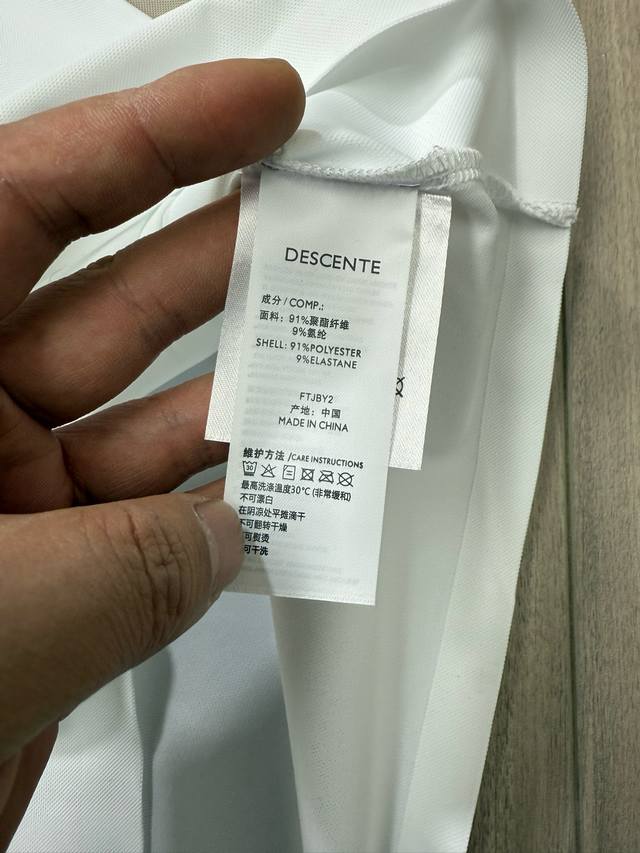 DESCENTE
成分/COMP.:
面料: 91%聚酯纤维
9%氨纶
SHELL: 91%POLYESTER
9%ELASTANE
FTJBY2
产地: 中国
MADE IN CHINA
維护方法/CARE INSTRUCTIONS
30
最高洗涤温度30℃(非常缓和)
不可漂白
在阴凉处平摊滴干
不可翻转干燥
可熨烫
可干洗